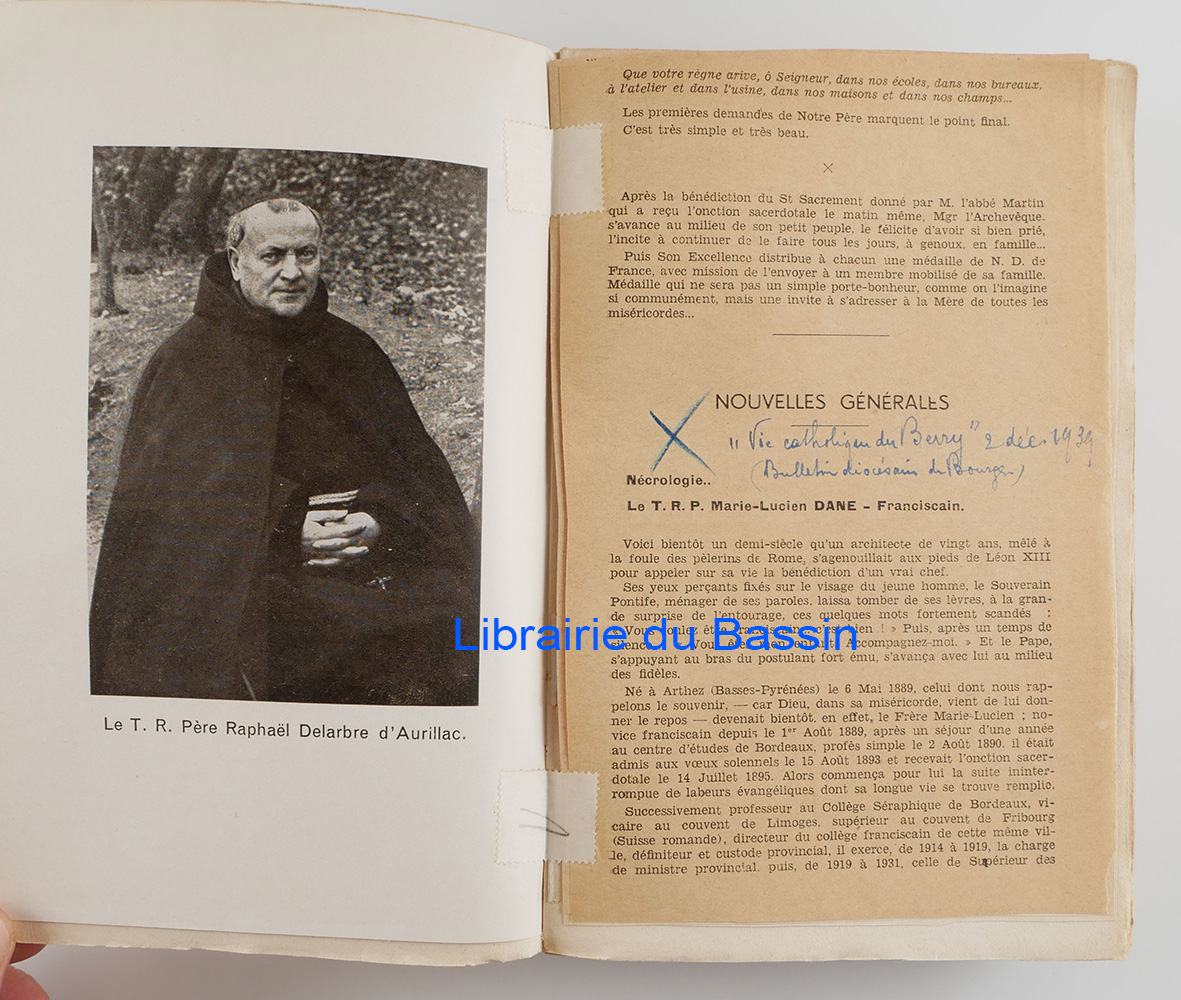 Le T. R. Père Raphaël Delarbre d'Aurillac.
Que votre règne arive, ô Seigneur, dans nos écoles, dans nos bureaux,
à l'atelier et dans l'usine, dans nos maisons et dans nos champs...
Les premières demandes de Notre Père marquent le point final.
C'est très simple et très beau.
×
Après la bénédiction du St Sacrement donné par M. l'abbé Martin
qui a reçu l'onction sacerdotale le matin même, Mgr l'Archevêque.
s'avance au milieu de son petit peuple, le félicite d'avoir si bien prié,
l'incite à continuer de le faire tous les jours, à genoux, en famille...
Puis Son Excellence distribue à chacun une médaille de N. D. de
France, avec mission de l'envoyer à un membre mobilisé de sa famille.
Médaille qui ne sera pas un simple porte-bonheur, comme on l'imagine
si communément, mais une invite à s'adresser à la Mère de toutes les
miséricordes...
NOUVELLES GÉNÉRALES
"Vie catholique du Berry" 2 déc. 1939
(Bulletin diocésain de Bourges)
Nécrologie..
Le T. R. P. Marie-Lucien DANE - Franciscain.
Voici bientôt un demi-siècle qu'un architecte de vingt ans, mêlé à
la foule des pèlerins de Rome, s'agenouillait aux pieds de Léon XIII
pour appeler sur sa vie la bénédiction d'un vrai chef.
Ses yeux perçants fixés sur le visage du jeune homme, le Souverain
Pontife, ménager de ses paroles, laissa tomber de ses lèvres, à la gran-
de surprise de l'entourage, ces quelques mots fortement scandés :
Vous voulez être c'est bien ! » Puis, après un temps de
Accompagnez-moi. » Et le Pape,
s'appuyant au bras du postulant fort ému, s'avança avec lui au milieu
des fidèles.
Librairie du Bassin
Né à Arthez (Basses-Pyrénées) le 6 Mai 1889, celui dont nous rap-
pelons le souvenir, — car Dieu, dans sa miséricorde, vient de lui don-
ner le repos — devenait bientôt, en effet, le Frère Marie-Lucien ; no-
vice franciscain depuis le 1er Août 1889, après un séjour d'une année
au centre d'études de Bordeaux, profès simple le 2 Août 1890. il était
admis aux vœux solennels le 15 Août 1893 et recevait l'onction sacer-
dotale le 14 Juillet 1895. Alors commença pour lui la suite ininter-
rompue de labeurs évangéliques dont sa longue vie se trouve remplie.
Successivement professeur au Collège Séraphique de Bordeaux, vi-
caire au couvent de Limoges, supérieur au couvent de Fribourg
(Suisse romande), directeur du collège franciscain de cette même vil-
le, définiteur et custode provincial, il exerce, de 1914 à 1919, la charge
de ministre provincial. puis, de 1919 à 1931, celle de Supérieur des